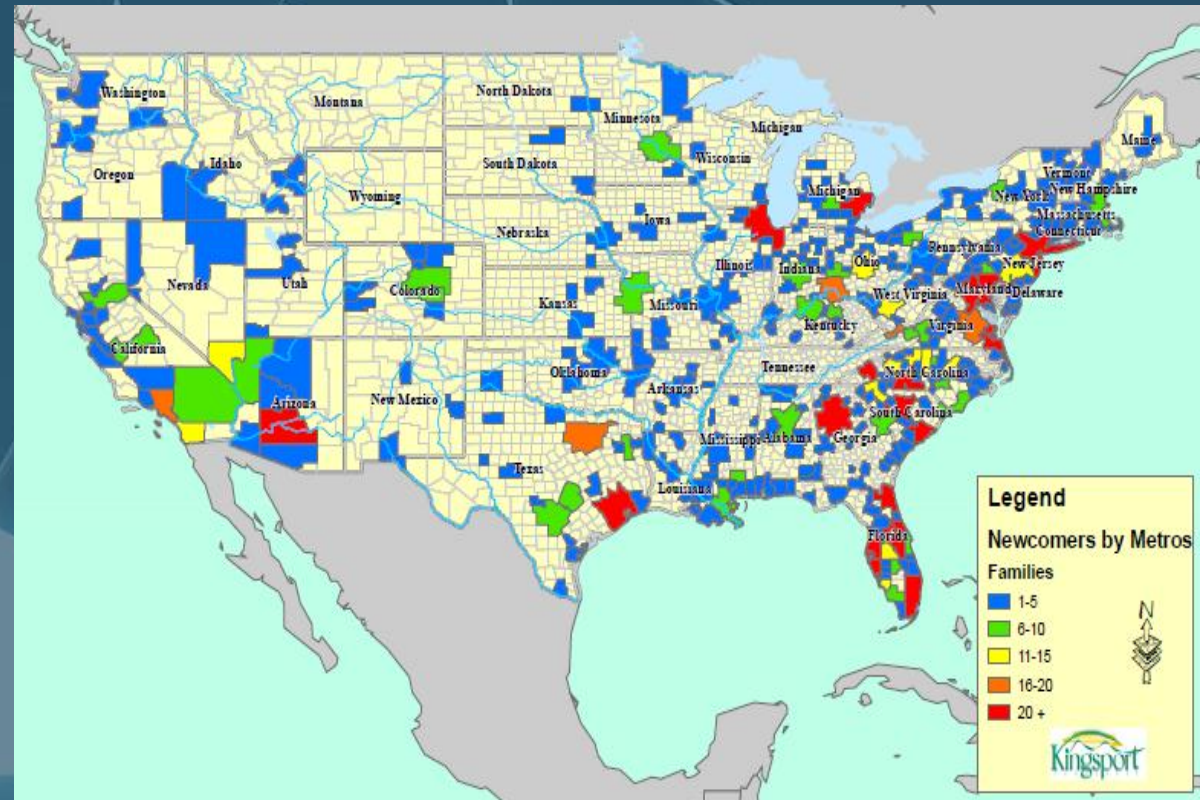 Washington
Montana
North Dakota
Minnesota
Michigan
Maine
Oregon
Idaho
South Dakota
Wisconsin
Vermont
Wyoming
Michigan
New York
New Hampshire
Massachusetts
Connecticut
Nebraska
Iowa
Pennsylvania
Nevada
Utah
Colorado
Illinois
Indiana
Ohio
New Jersey
Kansas
Missouri
West Virginia
Maryland
Delaware
California
Kentucky
Virginia
Arizona
New Mexico
Oklahoma
Arkansas
Tennessee
North Carolina
Mississippi
Alabama
Georgia
South Carolina
Texas
Louisiana
Florida
Legend
Newcomers by Metros
Families
1-5
6-10
11-15
16-20
20 +
N
Kingsport